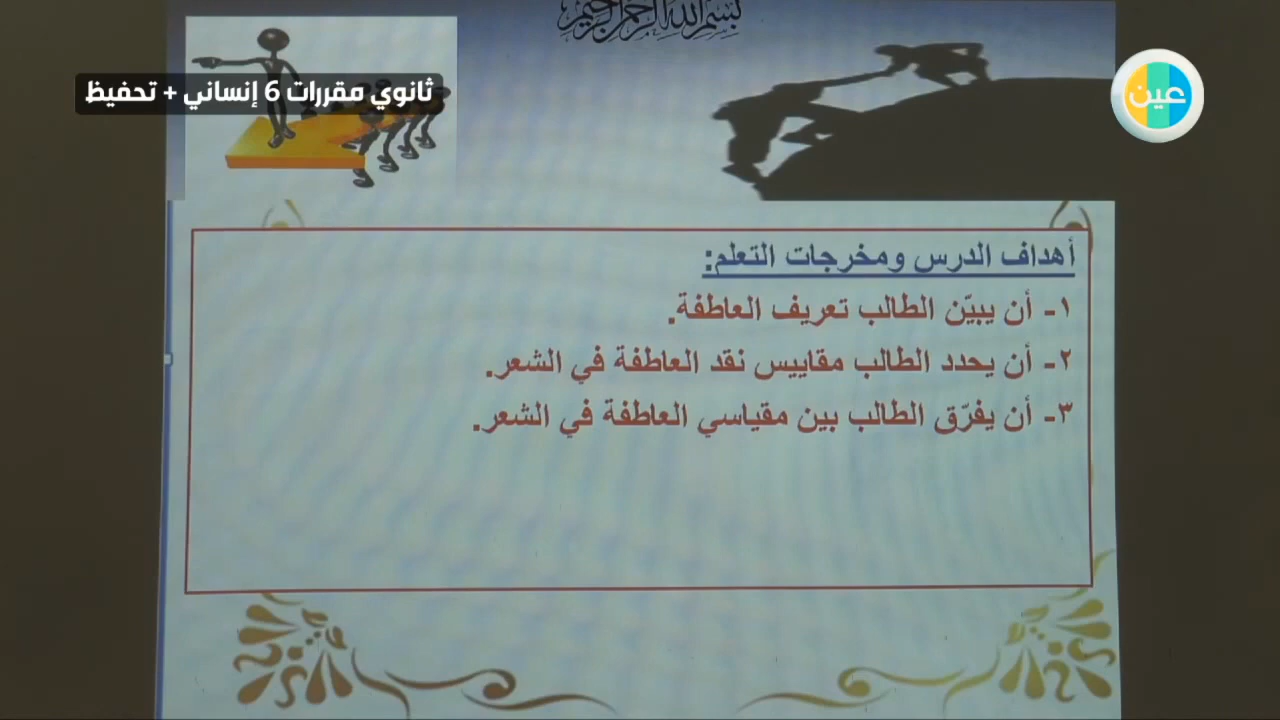 بسم الله الرحمن الرحيم
ثانوي مقررات 6 إنساني + تحفيظ
عين
أهداف الدرس ومخرجات التعلم:
١- أن يبيّن الطالب تعريف العاطفة.
٢- أن يحدد الطالب مقاييس نقد العاطفة في الشعر.
٣- أن يفرّق الطالب بين مقياسي العاطفة في الشعر.